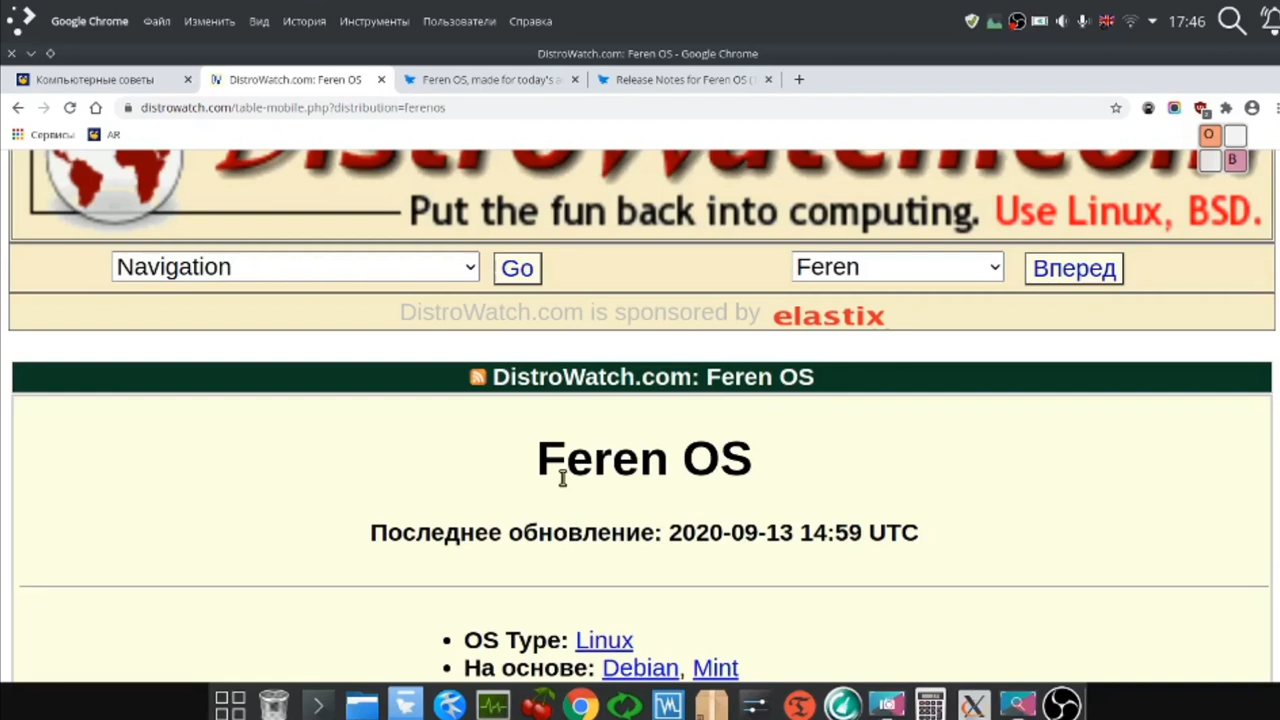 Google Chrome Файл Изменить Вид История Инструменты Пользователи Справка 17:46
DistroWatch.com: Feren OS - Google Chrome
Компьютерные советы DistroWatch.com: Feren OS Feren OS, made for today's a Release Notes for Feren OS (
distrowatch.com/table-mobile.php?distribution=ferenos
Сервисы AR
O
B
DistroWatch.com
Put the fun back into computing. Use Linux, BSD.
Navigation Go Feren Вперед
DistroWatch.com is sponsored by elastix
DistroWatch.com: Feren OS
Feren OS
Последнее обновление: 2020-09-13 14:59 UTC
• OS Type: Linux
• На основе: Debian, Mint